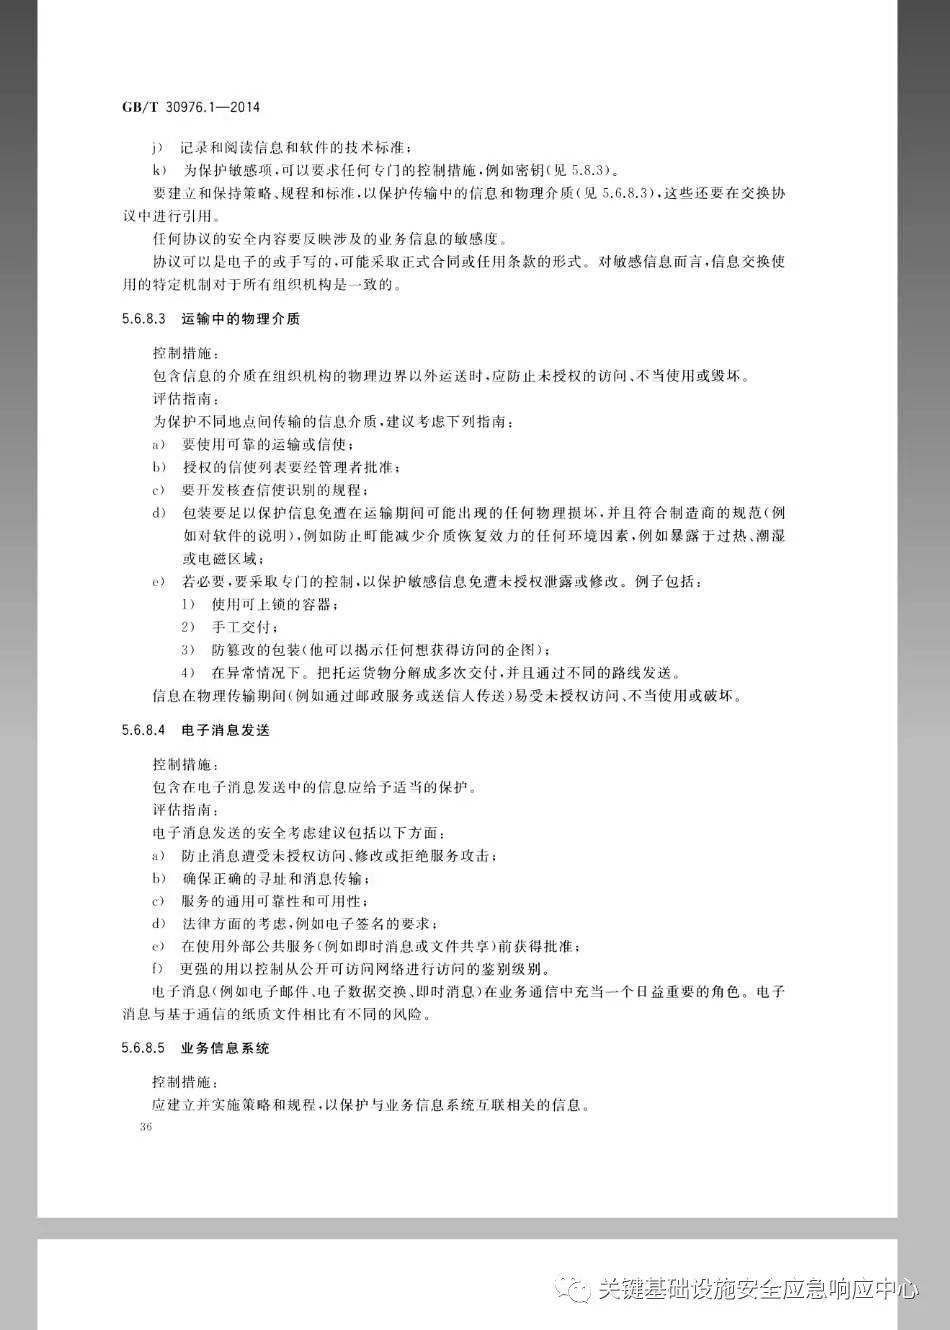 GB/T 30976.1—2014
j) 记录和阅读信息和软件的技术标准;
k) 为保护敏感项,可以要求任何专门的控制措施,例如密钥(见 5.8.3)。
要建立和保持策略、规程和标准,以保护传输中的信息和物理介质(见 5.6.8.3),这些还要在交换协
议中进行引用。
任何协议的安全内容要反映涉及的业务信息的敏感度。
协议可以是电子的或手写的,可能采取正式合同或任用条款的形式。对敏感信息而言,信息交换使
用的特定机制对于所有组织机构是一致的。
5.6.8.3 运输中的物理介质
控制措施:
包含信息的介质在组织机构的物理边界以外运送时,应防止未授权的访问、不当使用或毁坏。
评估指南:
为保护不同地点间传输的信息介质,建议考虑下列指南:
a) 要使用可靠的运输或信使;
b) 授权的信使列表要经管理者批准;
c) 要开发核查信使识别的规程;
d) 包装要足以保护信息免遭在运输期间可能出现的任何物理损坏,并且符合制造商的规范(例
如对软件的说明),例如防止町能减少介质恢复效力的任何环境因素,例如暴露于过热、潮湿
或电磁区域;
e) 若必要,要采取专门的控制,以保护敏感信息免遭未授权泄露或修改。例子包括:
1) 使用可上锁的容器;
2) 手工交付;
3) 防篡改的包装(他可以揭示任何想获得访问的企图);
4) 在异常情况下。把托运货物分解成多次交付,并且通过不同的路线发送。
信息在物理传输期间(例如通过邮政服务或送信人传送)易受未授权访问、不当使用或破坏。
5.6.8.4 电子消息发送
控制措施:
包含在电子消息发送中的信息应给予适当的保护。
评估指南:
电子消息发送的安全考虑建议包括以下方面:
a) 防止消息遭受未授权访问、修改或拒绝服务攻击;
b) 确保正确的寻址和消息传输;
c) 服务的通用可靠性和可用性;
d) 法律方面的考虑,例如电子签名的要求;
e) 在使用外部公共服务(例如即时消息或文件共享)前获得批准;
f) 更强的用以控制从公开可访问网络进行访问的鉴别级别。
电子消息(例如电子邮件、电子数据交换、即时消息)在业务通信中充当一个日益重要的角色。电子
消息与基于通信的纸质文件相比有不同的风险。
5.6.8.5 业务信息系统
控制措施:
应建立并实施策略和规程,以保护与业务信息系统互联相关的信息。
36
关键基础设施安全应急响应中心